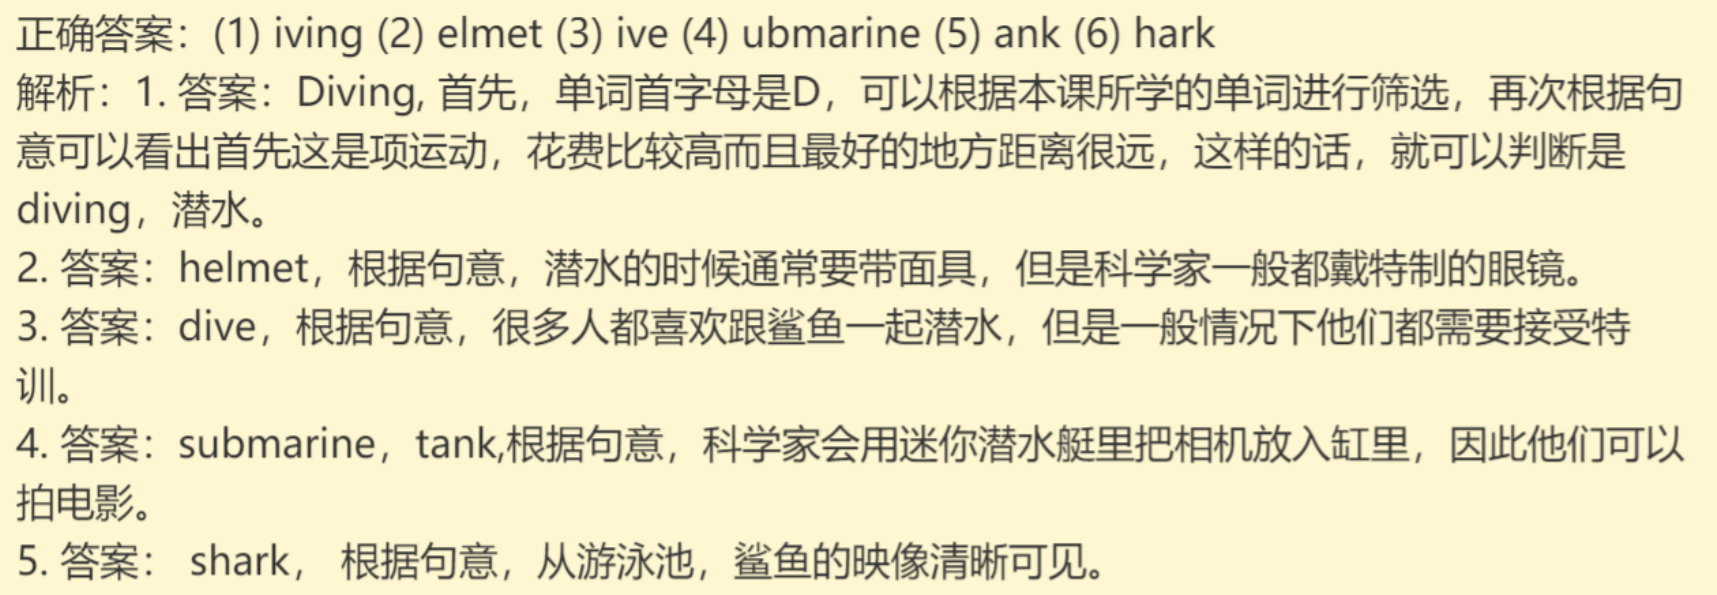 正确答案：(1) iving (2) elmet (3) ive (4) ubmarine (5) ank (6) hark
解析：1. 答案：Diving, 首先，单词首字母是D，可以根据本课所学的单词进行筛选，再次根据句
意可以看出首先这是项运动，花费比较高而且最好的地方距离很远，这样的话，就可以判断是
diving，潜水。
2. 答案：helmet，根据句意，潜水的时候通常要带面具，但是科学家一般都戴特制的眼镜。
3. 答案：dive，根据句意，很多人都喜欢跟鲨鱼一起潜水，但是一般情况下他们都需要接受特
训。
4. 答案：submarine，tank,根据句意，科学家会用迷你潜水艇里把相机放入缸里，因此他们可以
拍电影。
5. 答案： shark， 根据句意，从游泳池，鲨鱼的映像清晰可见。